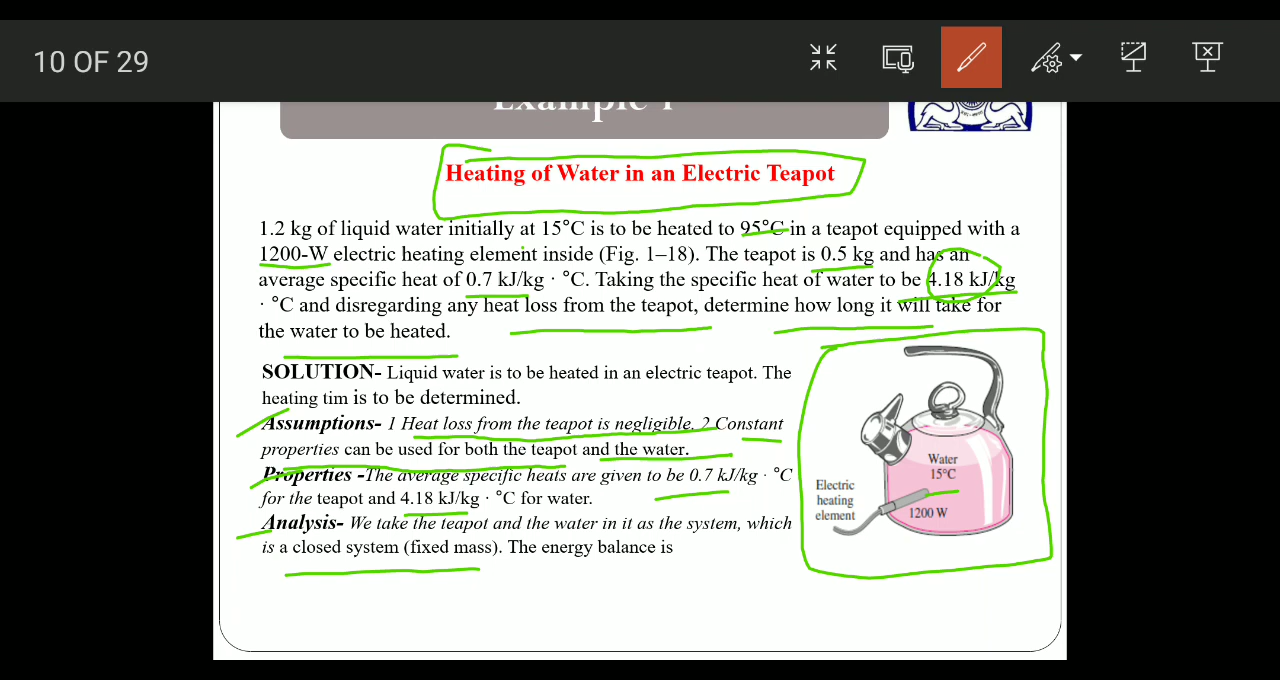 10 OF 29
Example 1
Heating of Water in an Electric Teapot
1.2 kg of liquid water initially at 15°C is to be heated to 95°C in a teapot equipped with a
1200-W electric heating element inside (Fig. 1–18). The teapot is 0.5 kg and has an
average specific heat of 0.7 kJ/kg · °C. Taking the specific heat of water to be 4.18 kJ/kg
· °C and disregarding any heat loss from the teapot, determine how long it will take for
the water to be heated.
SOLUTION- Liquid water is to be heated in an electric teapot. The
heating tim is to be determined.
Assumptions- 1 Heat loss from the teapot is negligible. 2 Constant
properties can be used for both the teapot and the water.
Properties -The average specific heats are given to be 0.7 kJ/kg · °C
for the teapot and 4.18 kJ/kg · °C for water.
Analysis- We take the teapot and the water in it as the system, which
is a closed system (fixed mass). The energy balance is
Water
15°C
Electric
heating
element
1200 W